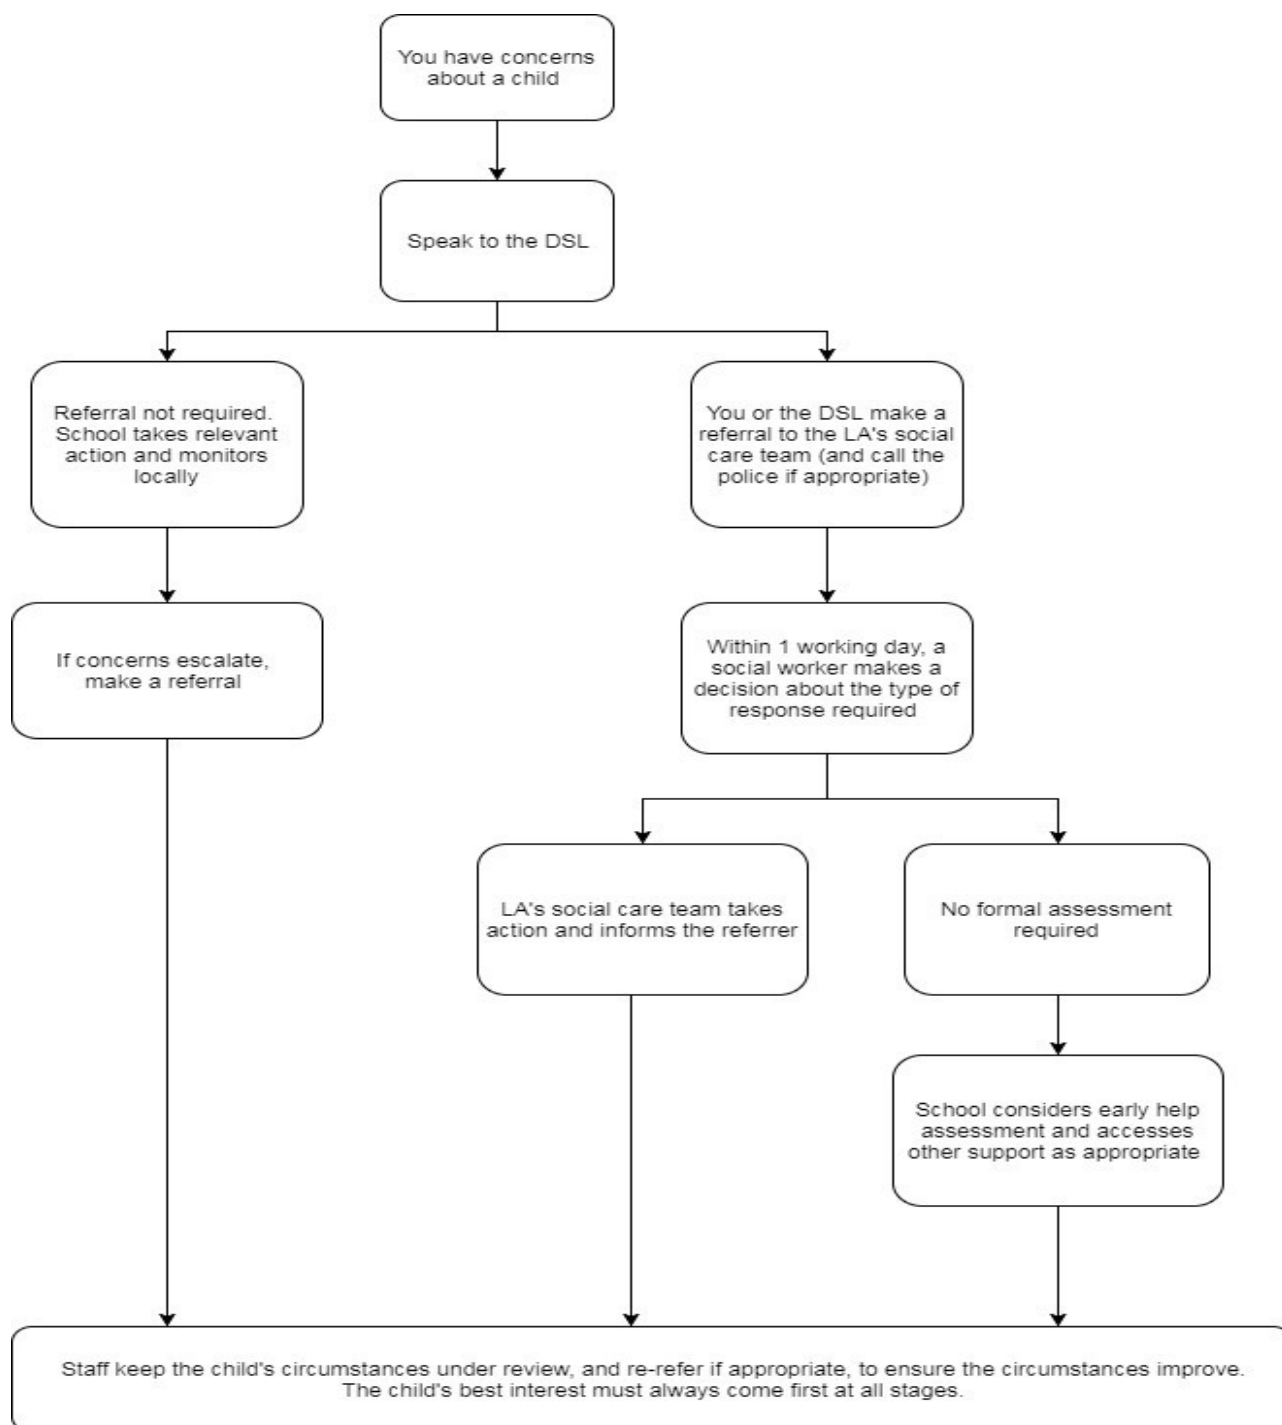 You have concerns
about a child
Speak to the DSL
Referral not required.
School takes relevant
action and monitors
locally
You or the DSL make a
referral to the LA's social
care team (and call the
police if appropriate)
If concerns escalate,
make a referral
Within 1 working day, a
social worker makes a
decision about the type of
response required
LA's social care team takes
action and informs the referrer
No formal assessment
required
School considers early help
assessment and accesses
other support as appropriate
Staff keep the child's circumstances under review, and re-refer if appropriate, to ensure the circumstances improve.
The child's best interest must always come first at all stages.